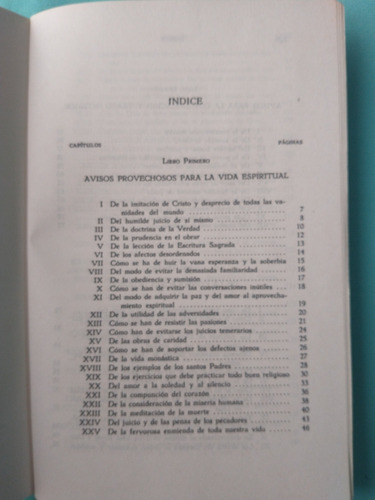 INDICE
CAPÍTULOS PÁGINAS
LIBRO PRIMERO
AVISOS PROVECHOSOS PARA LA VIDA ESPIRITUAL
I De la imitación de Cristo y desprecio de todas las va-
nidades del mundo 7
II Del humilde juicio de sí mismo 8
III De la doctrina de la Verdad 10
IV De la prudencia en el obrar 12
V De la lección de la Escritura Sagrada 13
VI De los afectos desordenados 14
VII Cómo se ha de huir la vana esperanza y la soberbia 15
VIII Del modo de evitar la demasiada familiaridad 16
IX De la obediencia y sumisión 17
X Cómo se han de evitar las conversaciones inútiles 18
XI Del modo de adquirir la paz y del amor al aprovecha-
miento espiritual 19
XII De la utilidad de las adversidades 20
XIII Cómo se han de resistir las pasiones 21
XIV Cómo han de evitarse los juicios temerarios 24
XV De las obras de caridad 25
XVI Cómo se han de soportar los defectos ajenos 26
XVII De la vida monástica 27
XVIII De los ejemplos de los santos Padres 28
XIX De los ejercicios que debe practicar todo buen religioso 30
XX Del amor a la soledad y al silencio 33
XXI De la compunción del corazón 36
XXII De la consideración de la miseria humana 38
XXIII De la meditación de la muerte 40
XXIV Del juicio y de las penas de los pecadores 43
XXV De la fervorosa enmienda de toda nuestra vida 46